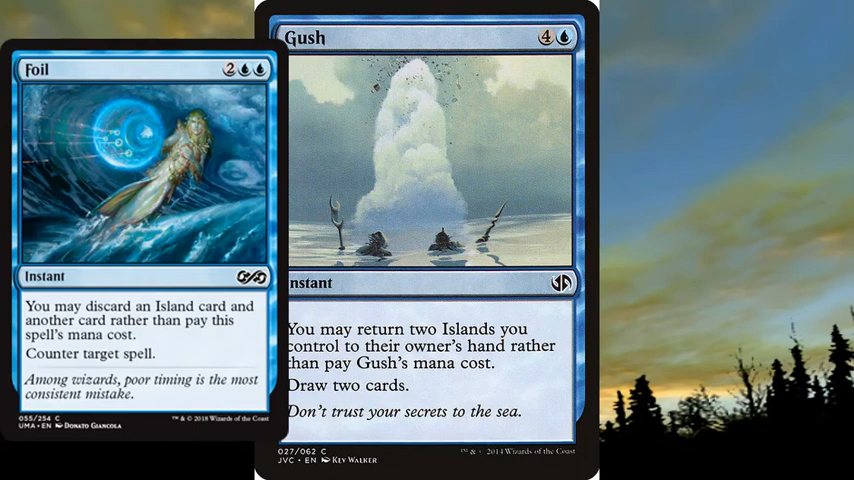 Foil 2
Instant
You may discard an Island card and
another card rather than pay this
spell's mana cost.
Counter target spell.
Among wizards, poor timing is the most
consistent mistake.
055/254 C
UMA • EN Donato Giancola
™ & © 2018 Wizards of the Coast
Gush 4
nstant
You may return two Islands you
control to their owner's hand rather
than pay Gush's mana cost.
Draw two cards.
Don't trust your secrets to the sea.
027/062 C
JVC • EN Kev Walker
™ & © 2014 Wizards of the Coast